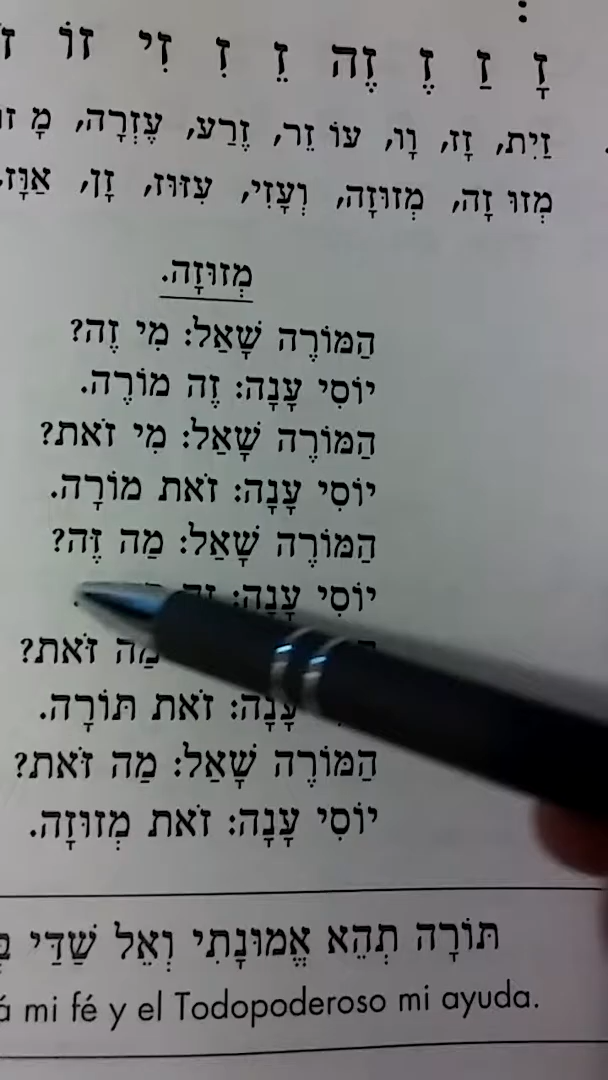 זָ זַ זֶ זֶה זֵ זִ זִי זוֹ
זַיִת, זָז, וָו, עוֹ זֵר, זֶרַע, עֶזְרָה, מָ
מְזוּ זָה, מְזוּזָה, וְעָזִי, עִזּוּז, זָן, אַוָּז
מְזוּזָה.
הַמּוֹרֶה שָׁאַל: מִי זֶה?
יוֹסִי עָנָה: זֶה מוֹרֶה.
הַמּוֹרֶה שָׁאַל: מִי זֹאת?
יוֹסִי עָנָה: זֹאת מוֹרָה.
הַמּוֹרֶה שָׁאַל: מַה זֶּה?
יוֹסִי עָנָה: זֶה
מַה זֹּאת?
עָנָה: זֹאת תּוֹרָה.
הַמּוֹרֶה שָׁאַל: מַה זֹּאת?
יוֹסִי עָנָה: זֹאת מְזוּזָה.
תּוֹרָה תְּהֵא אֱמוּנָתִי וְאֵל שַׁדַּי
mi fé y el Todopoderoso mi ayuda.